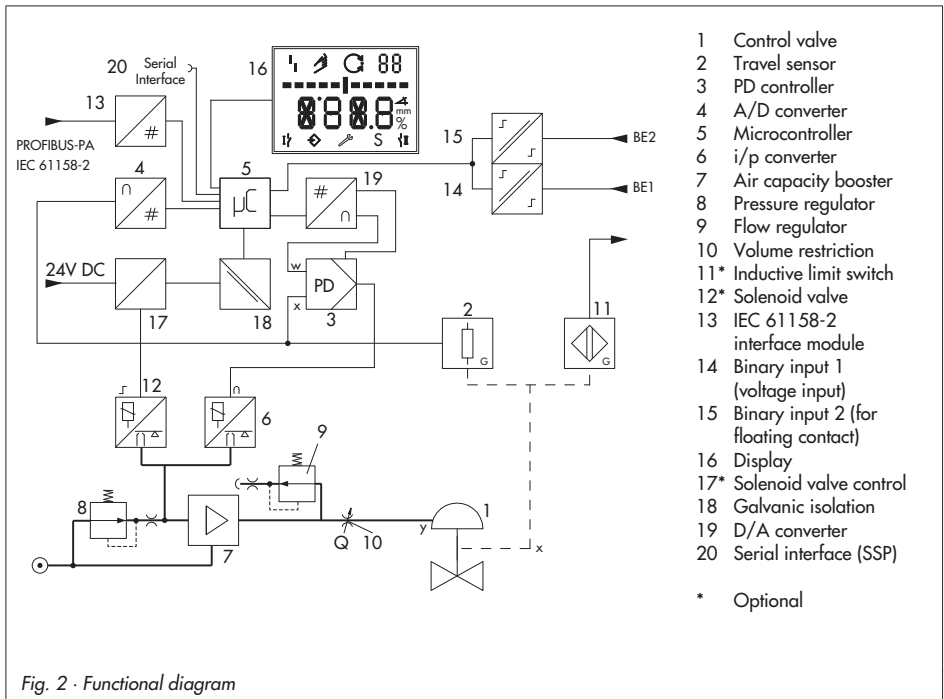 20 Serial
Interface
16
88
8.8.8.8
mm
%
S
13
#
PROFIBUS-PA
IEC 61158-2
4
#
5
µC
19
#
15
BE2
14
BE1
24V DC
17
18
w
PD
x
3
2
G
11
G
12
6
9
8
7
Q
10
y
1
x
1 Control valve
2 Travel sensor
3 PD controller
4 A/D converter
5 Microcontroller
6 i/p converter
7 Air capacity booster
8 Pressure regulator
9 Flow regulator
10 Volume restriction
11* Inductive limit switch
12* Solenoid valve
13 IEC 61158-2
interface module
14 Binary input 1
(voltage input)
15 Binary input 2 (for
floating contact)
16 Display
17* Solenoid valve control
18 Galvanic isolation
19 D/A converter
20 Serial interface (SSP)
* Optional
Fig. 2 · Functional diagram